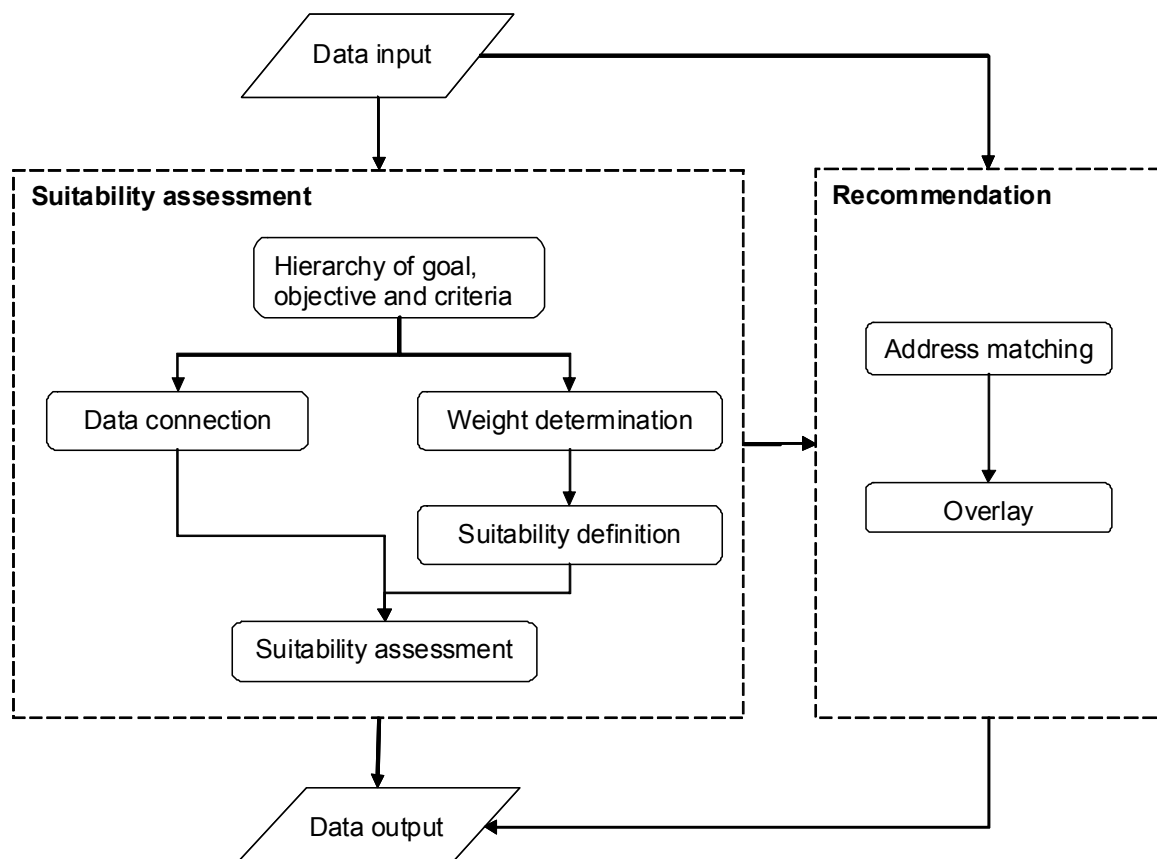 Data input
Suitability assessment
Recommendation
Hierarchy of goal,
objective and criteria
Address matching
Data connection
Weight determination
Overlay
Suitability definition
Suitability assessment
Data output